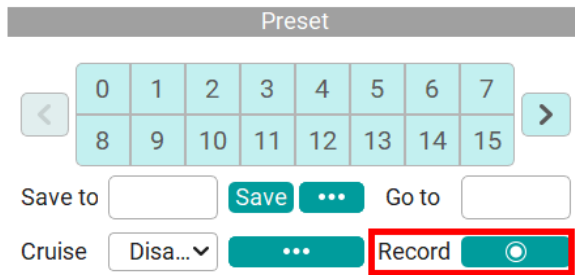 Preset
0 1 2 3 4 5 6 7
8 9 10 11 12 13 14 15
Save to Save ••• Go to
Cruise Disa... ••• Record